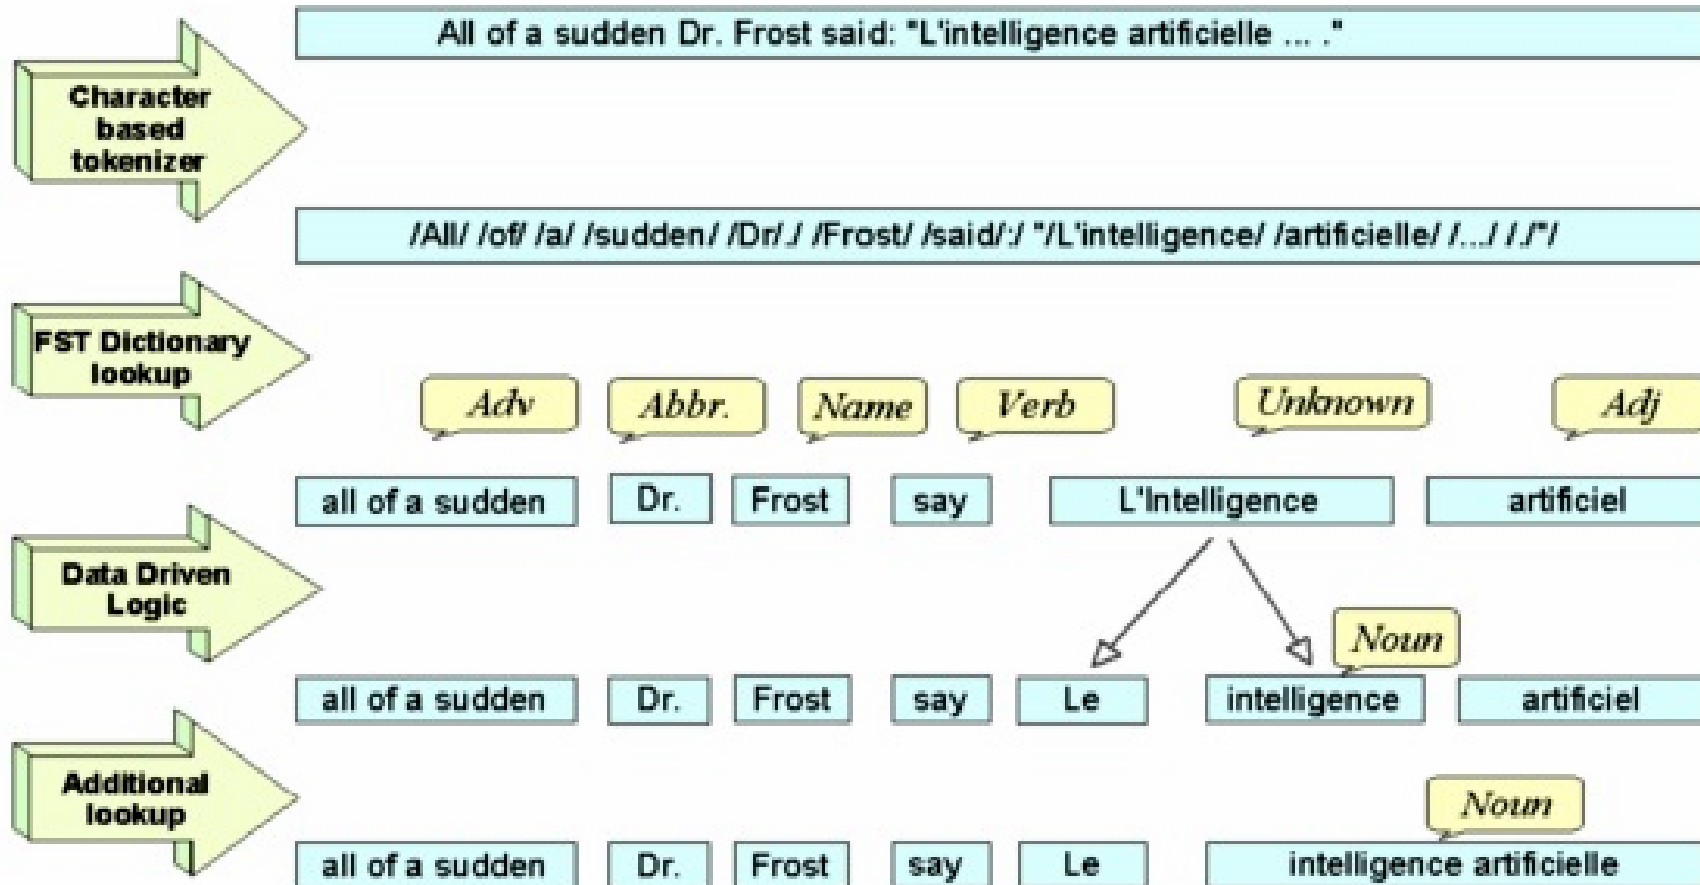 All of a sudden Dr. Frost said: "L'intelligence artificielle ... ."
Character
based
tokenizer
/All/ /of/ /a/ /sudden/ /Dr/./ /Frost/ /said/:/ "/L'intelligence/ /artificielle/ /.../ /./"/
FST Dictionary
lookup
Adv Abbr. Name Verb Unknown Adj
all of a sudden Dr. Frost say L'Intelligence artificiel
Data Driven
Logic
Noun
all of a sudden Dr. Frost say Le intelligence artificiel
Additional
lookup
Noun
all of a sudden Dr. Frost say Le intelligence artificielle